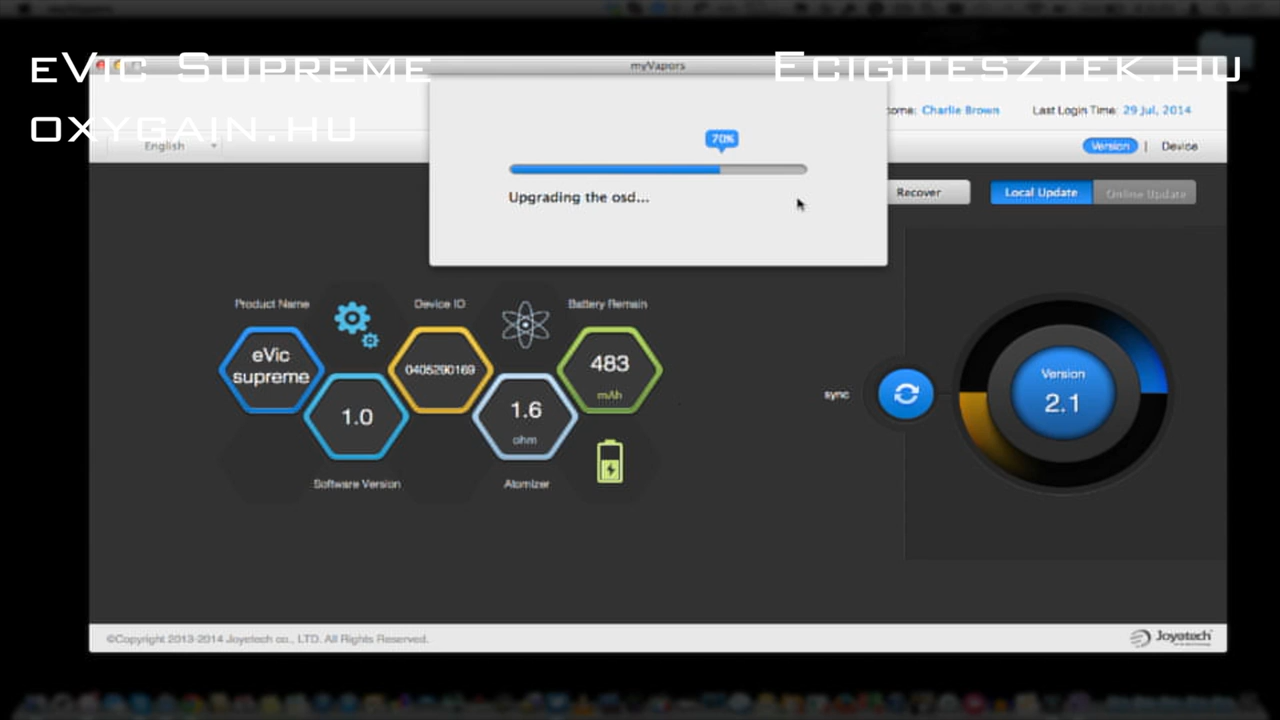 eVic Supreme
Ecigitesztek.hu
oxygain.hu
myVapors
Charlie Brown
Last Login Time: 29 Jul, 2014
English
Version | Device
70%
Upgrading the osd...
Recover
Local Update
Online Update
Product Name
Device ID
Battery Remain
eVic supreme
0405290169
483 mAh
1.0
1.6 ohm
Software Version
Atomizer
sync
Version
2.1
©Copyright 2013-2014 Joyetech co., LTD. All Rights Reserved.
Joyetech